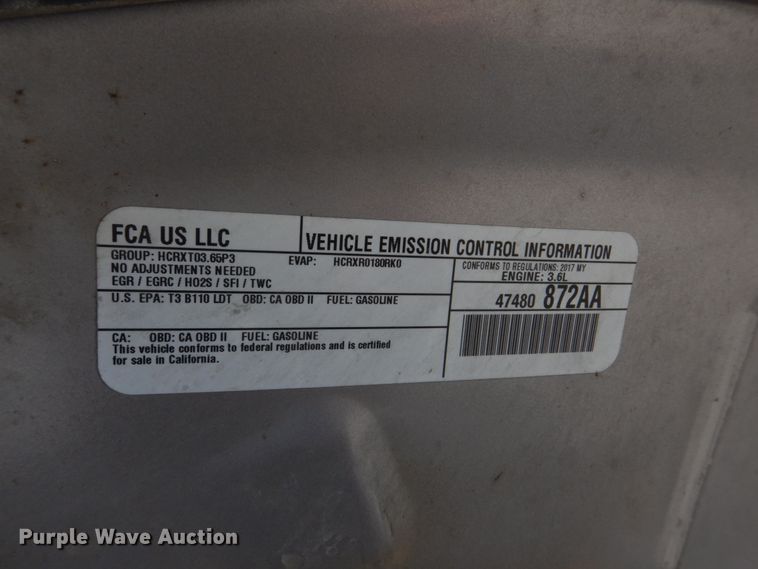 FCA US LLC
VEHICLE EMISSION CONTROL INFORMATION
GROUP: HCRXT03.65P3 EVAP: HCRXR0180RK0
NO ADJUSTMENTS NEEDED
EGR / EGRC / HO2S / SFI / TWC
CONFORMS TO REGULATIONS: 2017 MY
ENGINE: 3.6L
U.S. EPA: T3 B110 LDT OBD: CA OBD II FUEL: GASOLINE
47480 872AA
CA: OBD: CA OBD II FUEL: GASOLINE
This vehicle conforms to federal regulations and is certified
for sale in California.
Purple Wave Auction